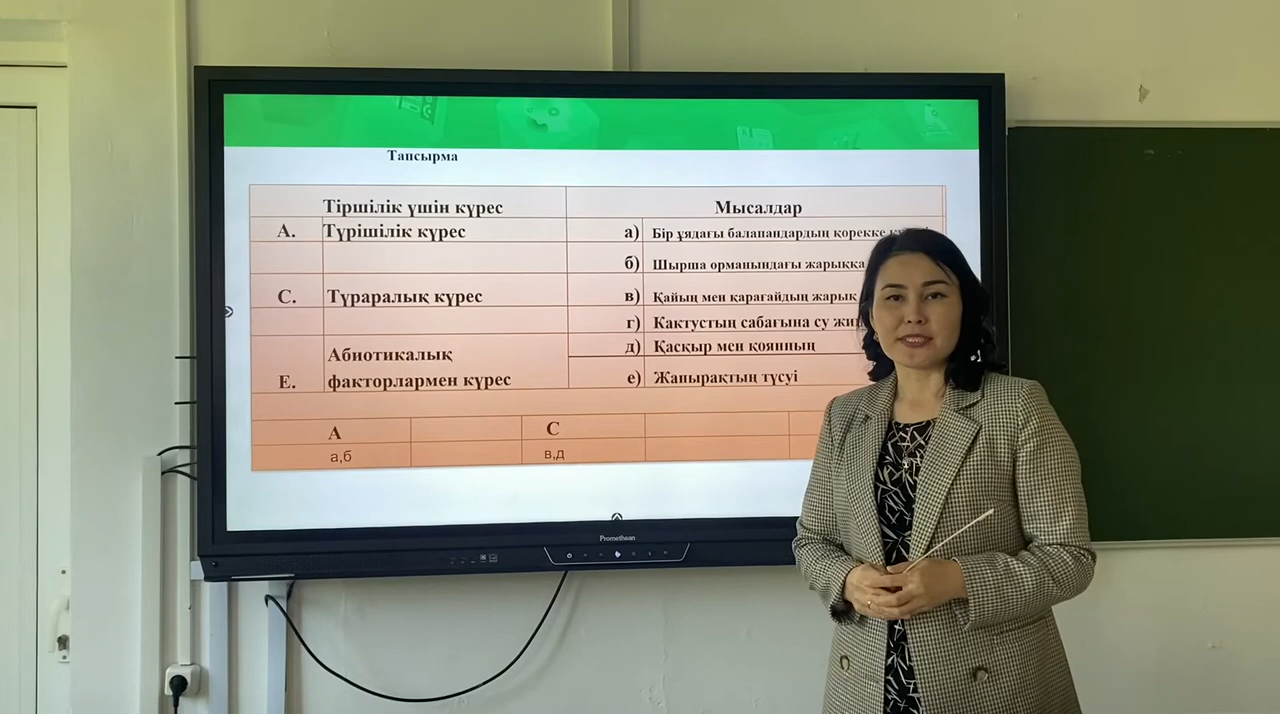 Тапсырма
Тіршілік үшін күрес Мысалдар
А. Түрішілік күрес а) Бір ұядағы балапандардың қорекке
б) Шырша орманындағы жарыққа
С. Тұраралық күрес в) Қайың мен қарағайдың жарық
г) Кактустың сабағына су
Абиотикалық д) Қасқыр мен қоянның
Е. факторлармен күрес е) Жапырақтың түсуі
А С
а,б в,д
Promethean